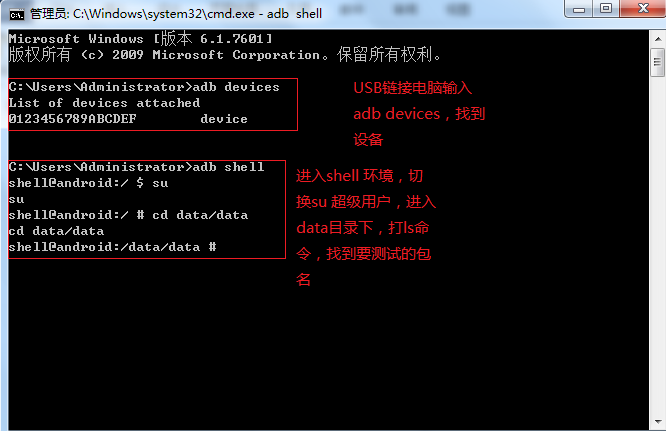 管理员: C:\Windows\system32\cmd.exe - adb shell
Microsoft Windows [版本 6.1.7601]
版权所有 (c) 2009 Microsoft Corporation。保留所有权利。
C:\Users\Administrator>adb devices
List of devices attached
0123456789ABCDEF        device
USB链接电脑输入
adb devices，找到
设备
C:\Users\Administrator>adb shell
shell@android:/ $ su
su
shell@android:/ # cd data/data
cd data/data
shell@android:/data/data #
进入shell 环境，切
换su 超级用户，进入
data目录下，打ls命
令，找到要测试的包
名